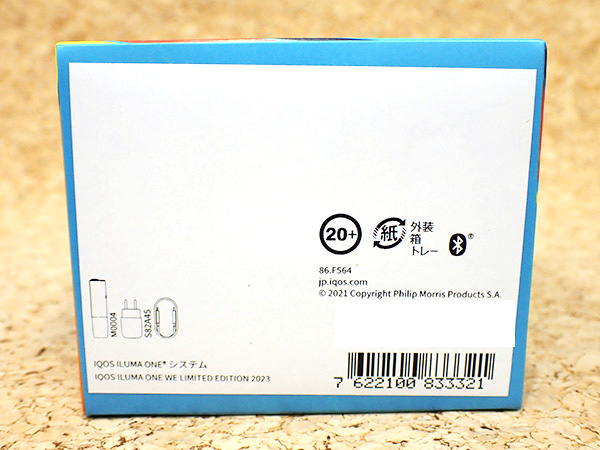 20+
紙
外装
箱
トレー
®
86.F564
jp.iqos.com
© 2021 Copyright Philip Morris Products S.A.
M0004
S82A45
IQOS ILUMA ONE® システム
IQOS ILUMA ONE WE LIMITED EDITION 2023
7 622100 833321